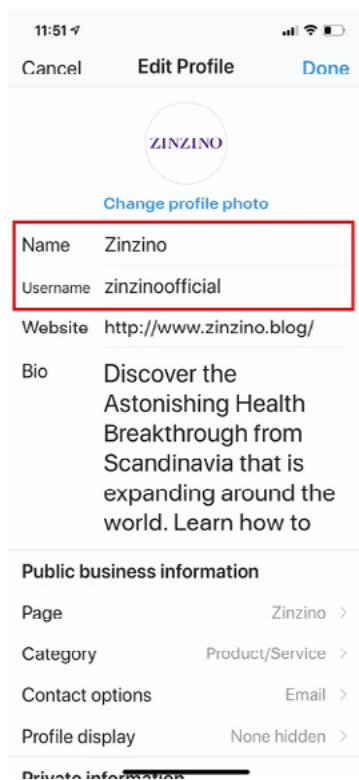 11:51
Cancel Edit Profile Done
ZINZINO
Change profile photo
Name Zinzino
Username zinzinoofficial
Website http://www.zinzino.blog/
Bio Discover the
Astonishing Health
Breakthrough from
Scandinavia that is
expanding around the
world. Learn how to
Public business information
Page Zinzino >
Category Product/Service >
Contact options Email >
Profile display None hidden >
Private information